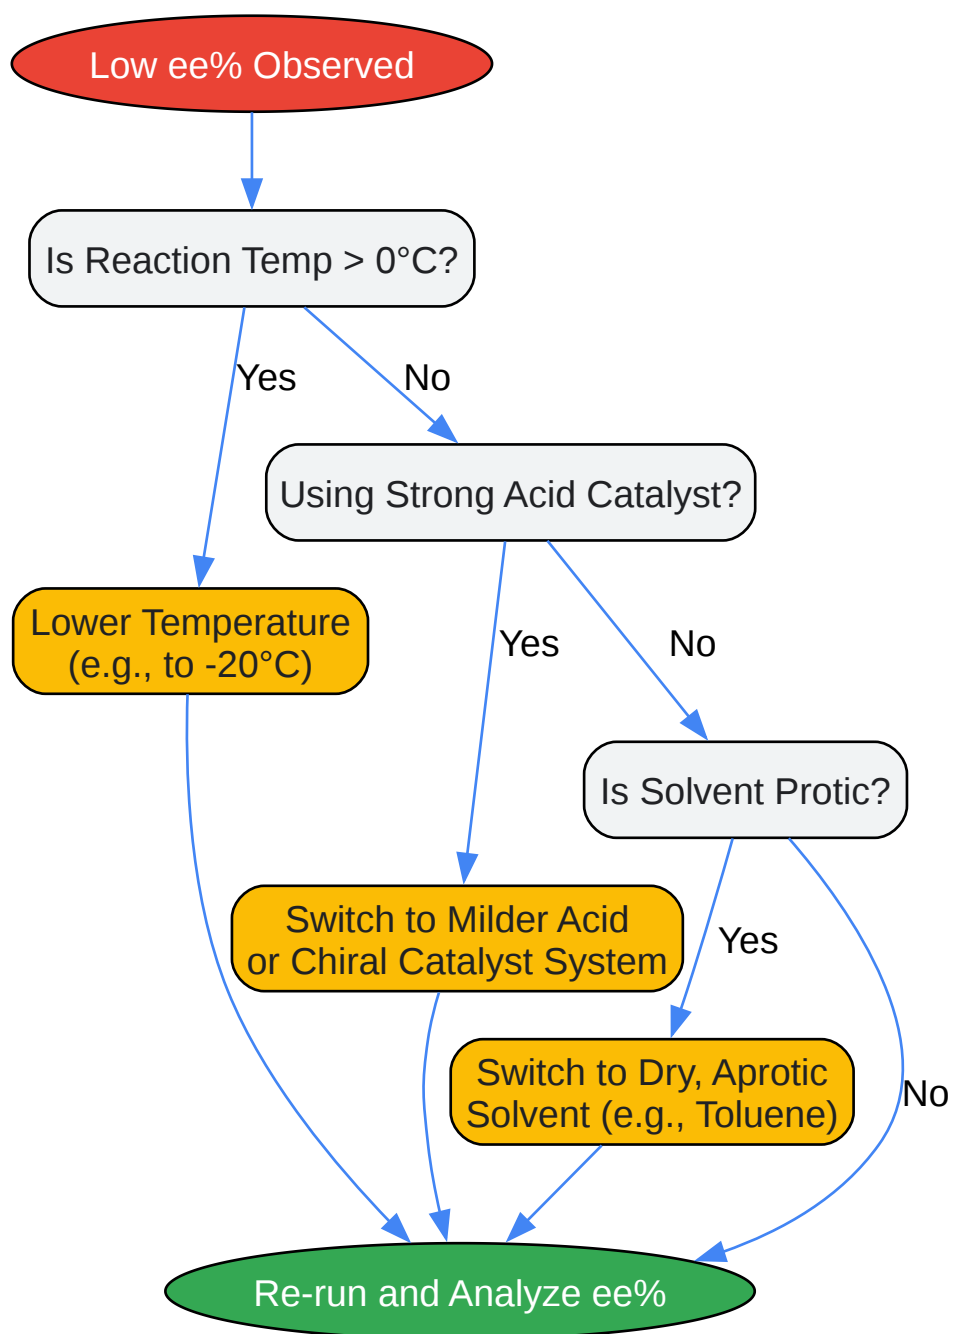 Low ee% Observed
Is Reaction Temp > 0°C?
Yes
No
Using Strong Acid Catalyst?
Lower Temperature
(e.g., to -20°C)
Yes
No
Is Solvent Protic?
Switch to Milder Acid
or Chiral Catalyst System
Yes
Switch to Dry, Aprotic
Solvent (e.g., Toluene)
No
Re-run and Analyze ee%